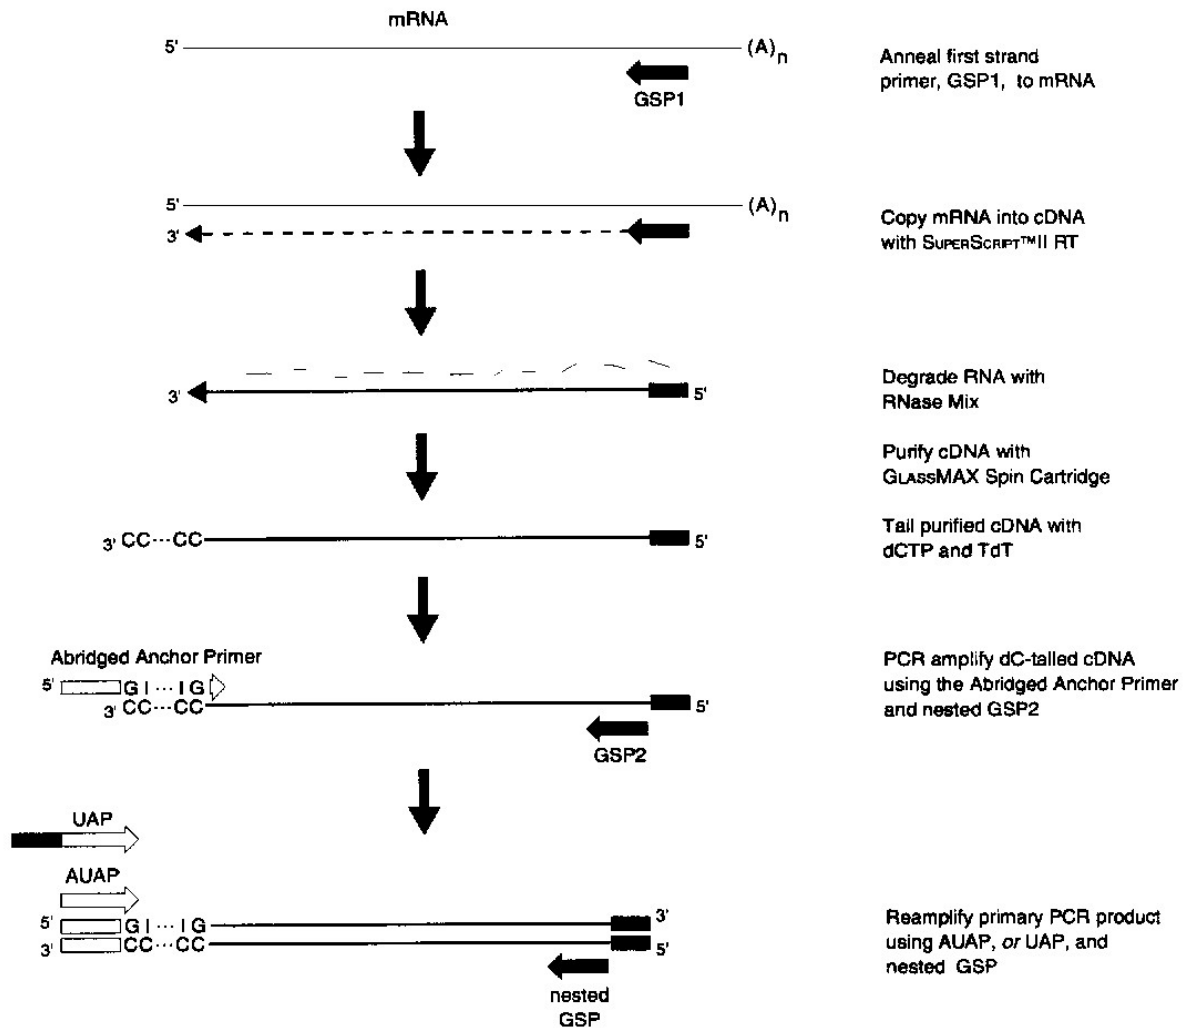 mRNA
5' (A)n
GSP1
Anneal first strand
primer, GSP1, to mRNA
5' (A)n
3'
Copy mRNA into cDNA
with SUPERSCRIPT™II RT
3' 5'
Degrade RNA with
RNase Mix
Purify cDNA with
GLASSMAX Spin Cartridge
3' CC···CC 5'
Tail purified cDNA with
dCTP and TdT
Abridged Anchor Primer
5' GI···IG
3' CC···CC 5'
GSP2
PCR amplify dC-tailed cDNA
using the Abridged Anchor Primer
and nested GSP2
UAP
AUAP
5' GI···IG 3'
3' CC···CC 5'
nested
GSP
Reamplify primary PCR product
using AUAP, or UAP, and
nested GSP